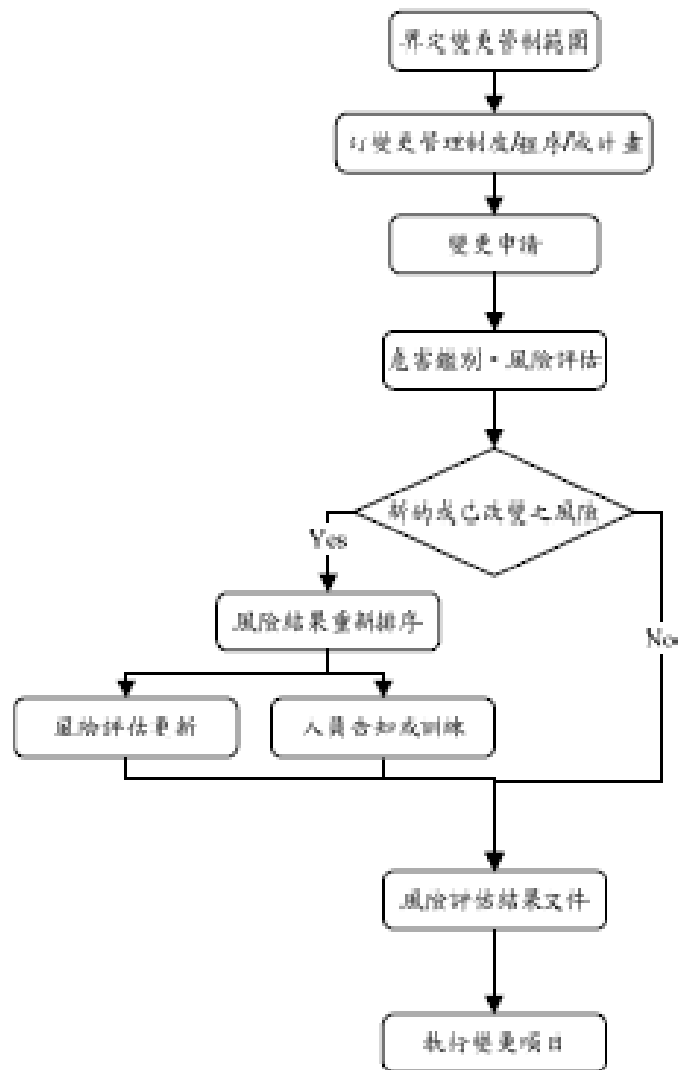 界定變更管制範圍
訂變更管理制度/程序/或計畫
變更申請
危害鑑別、風險評估
新的或已改變之風險
Yes
No
風險結果重新排序
風險評估更新
人員告知或訓練
風險評估結果文件
執行變更項目